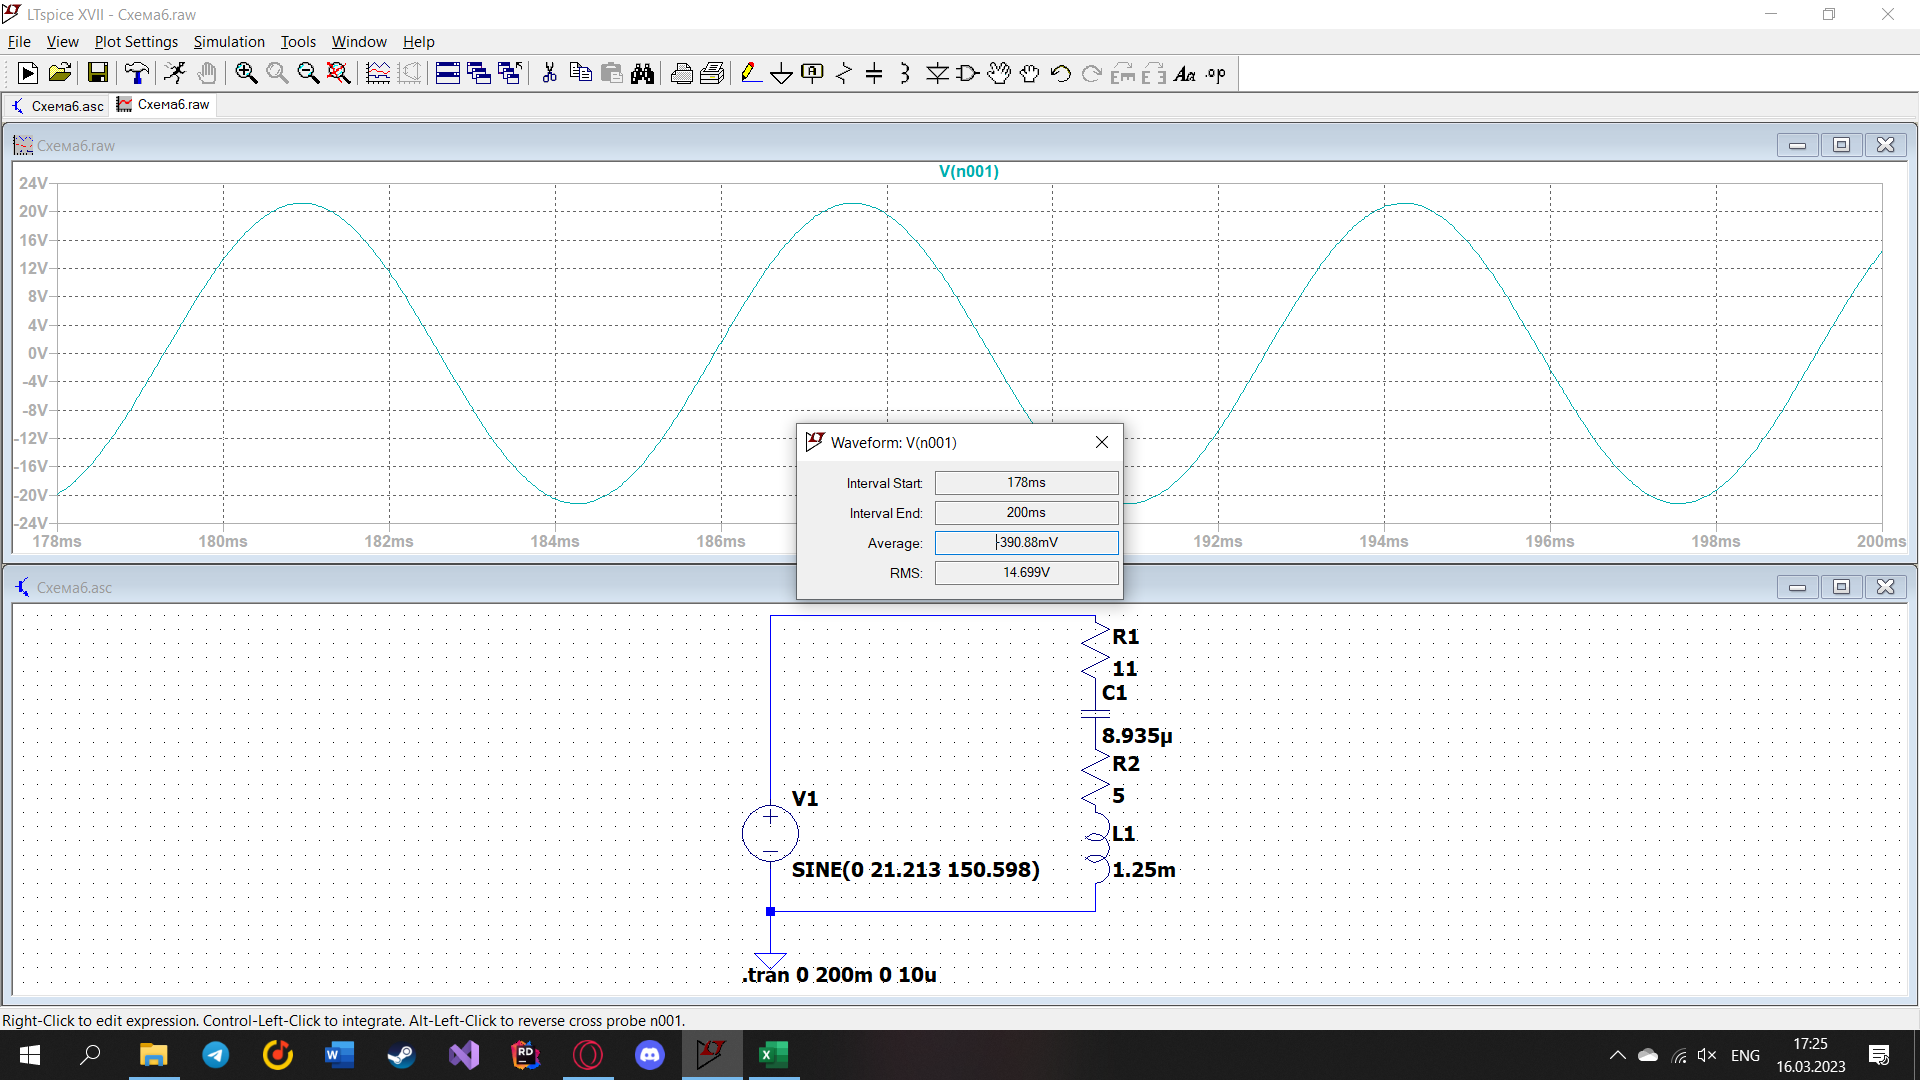 LTspice XVII - Схема6.raw
File View Plot Settings Simulation Tools Window Help
Схема6.asc Схема6.raw
Схема6.raw
V(n001)
24V
20V
16V
12V
8V
4V
0V
-4V
-8V
-12V
-16V
-20V
-24V
178ms 180ms 182ms 184ms 186ms 192ms 194ms 196ms 198ms 200ms
Waveform: V(n001)
Interval Start: 178ms
Interval End: 200ms
Average: -390.88mV
RMS: 14.699V
Схема6.asc
R1
11
C1
8.935µ
R2
5
V1
L1
SINE(0 21.213 150.598)
1.25m
.tran 0 200m 0 10u
Right-Click to edit expression. Control-Left-Click to integrate. Alt-Left-Click to reverse cross probe n001.
ENG
17:25
16.03.2023